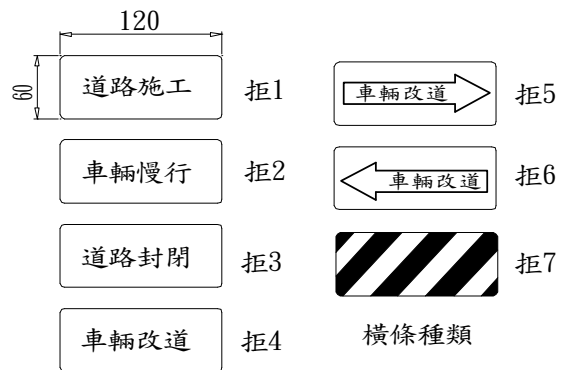 120
60
道路施工 拒1
車輛慢行 拒2
道路封閉 拒3
車輛改道 拒4
車輛改道 拒5
車輛改道 拒6
拒7
橫條種類